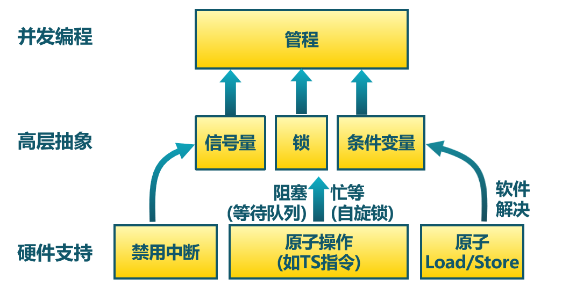 并发编程
管程
高层抽象
信号量
锁
条件变量
阻塞
(等待队列)
忙等
(自旋锁)
软件
解决
硬件支持
禁用中断
原子操作
(如TS指令)
原子
Load/Store